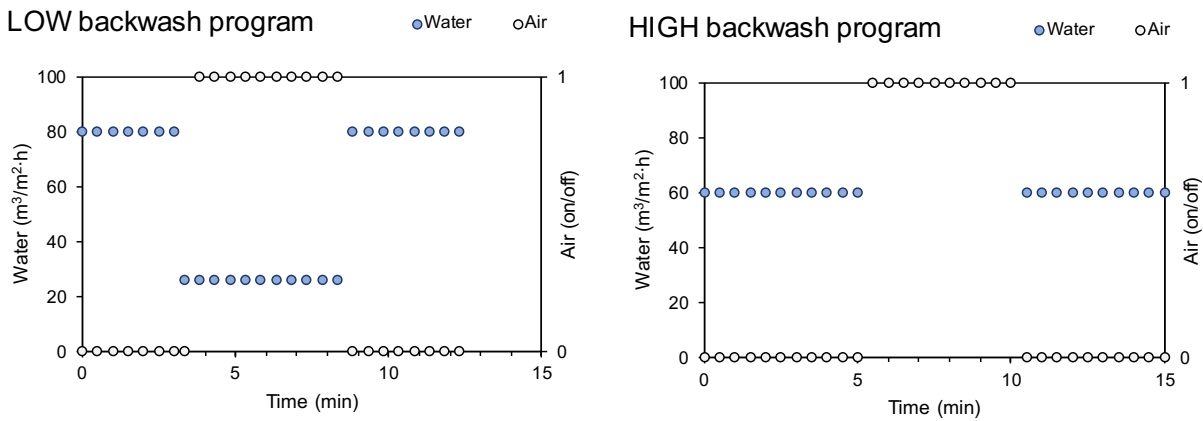 LOW backwash program
Water
Air
100
80
60
40
20
0
1
0
0
5
10
15
Water (m³/m²·h)
Air (on/off)
Time (min)
HIGH backwash program
Water
Air
100
80
60
40
20
0
1
0
0
5
10
15
Water (m³/m²·h)
Air (on/off)
Time (min)